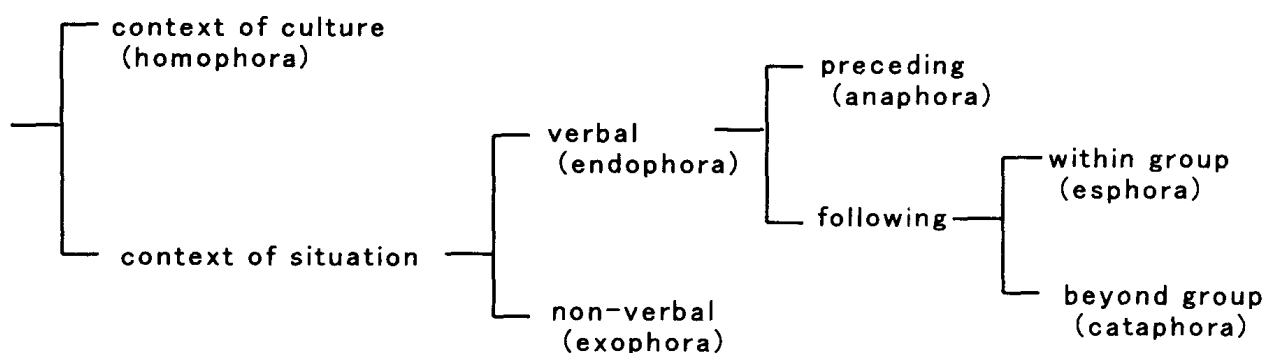 context of culture
(homophora)
context of situation
verbal
(endophora)
non-verbal
(exophora)
preceding
(anaphora)
following
within group
(esphora)
beyond group
(cataphora)